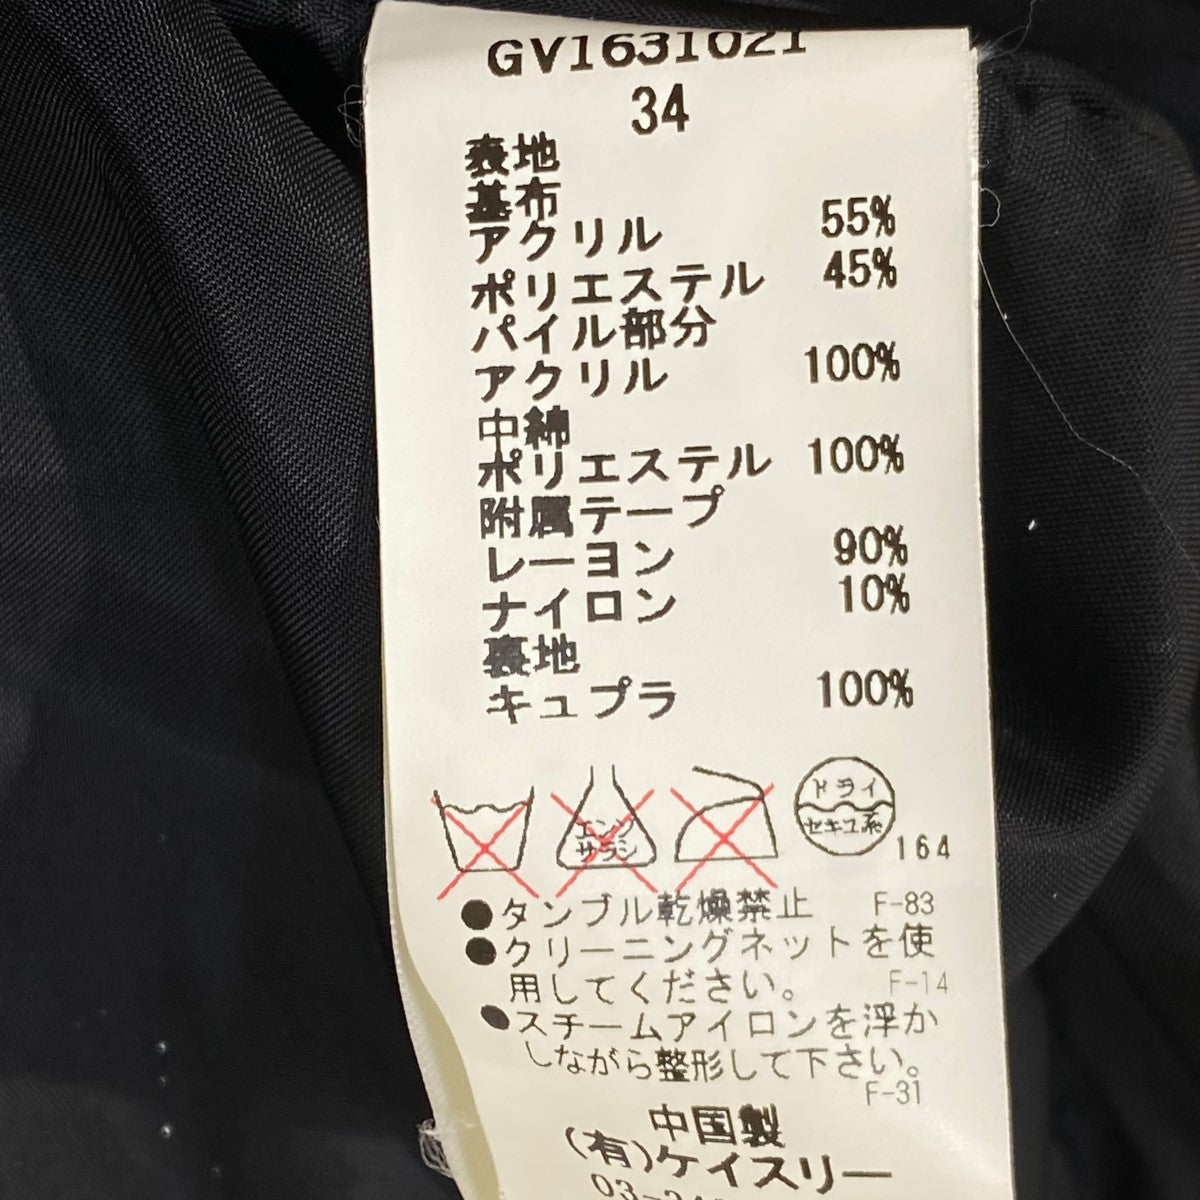 GV1631021
34
表地
基布
アクリル 55%
ポリエステル 45%
パイル部分
アクリル 100%
中綿
ポリエステル 100%
附属テープ
レーヨン 90%
ナイロン 10%
裏地
キュプラ 100%
エンソ
サラシ
ドライ
セキユ系
164
●タンブル乾燥禁止 F-83
●クリーニングネットを使
用してください。 F-14
●スチームアイロンを浮か
しながら整形して下さい。
F-31
中国製
(有)ケイスリー